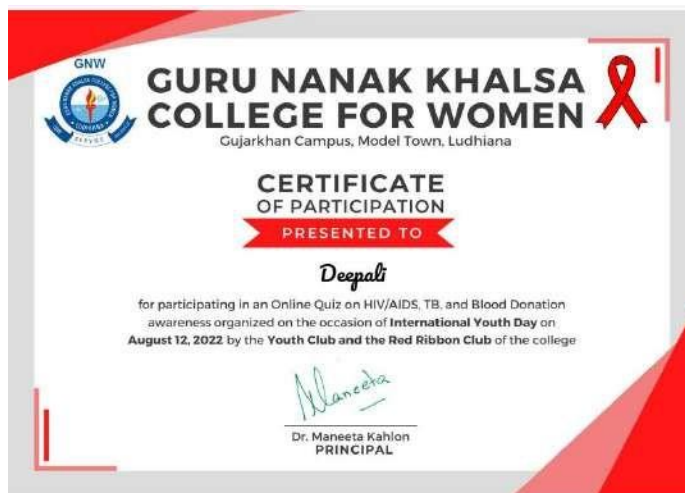 GNW
GURU NANAK KHALSA
COLLEGE FOR WOMEN
Gujarkhan Campus, Model Town, Ludhiana
CERTIFICATE
OF PARTICIPATION
PRESENTED TO
Deepali
for participating in an Online Quiz on HIV/AIDS, TB, and Blood Donation
awareness organized on the occasion of International Youth Day on
August 12, 2022 by the Youth Club and the Red Ribbon Club of the college
Maneeta
Dr. Maneeta Kahlon
PRINCIPAL